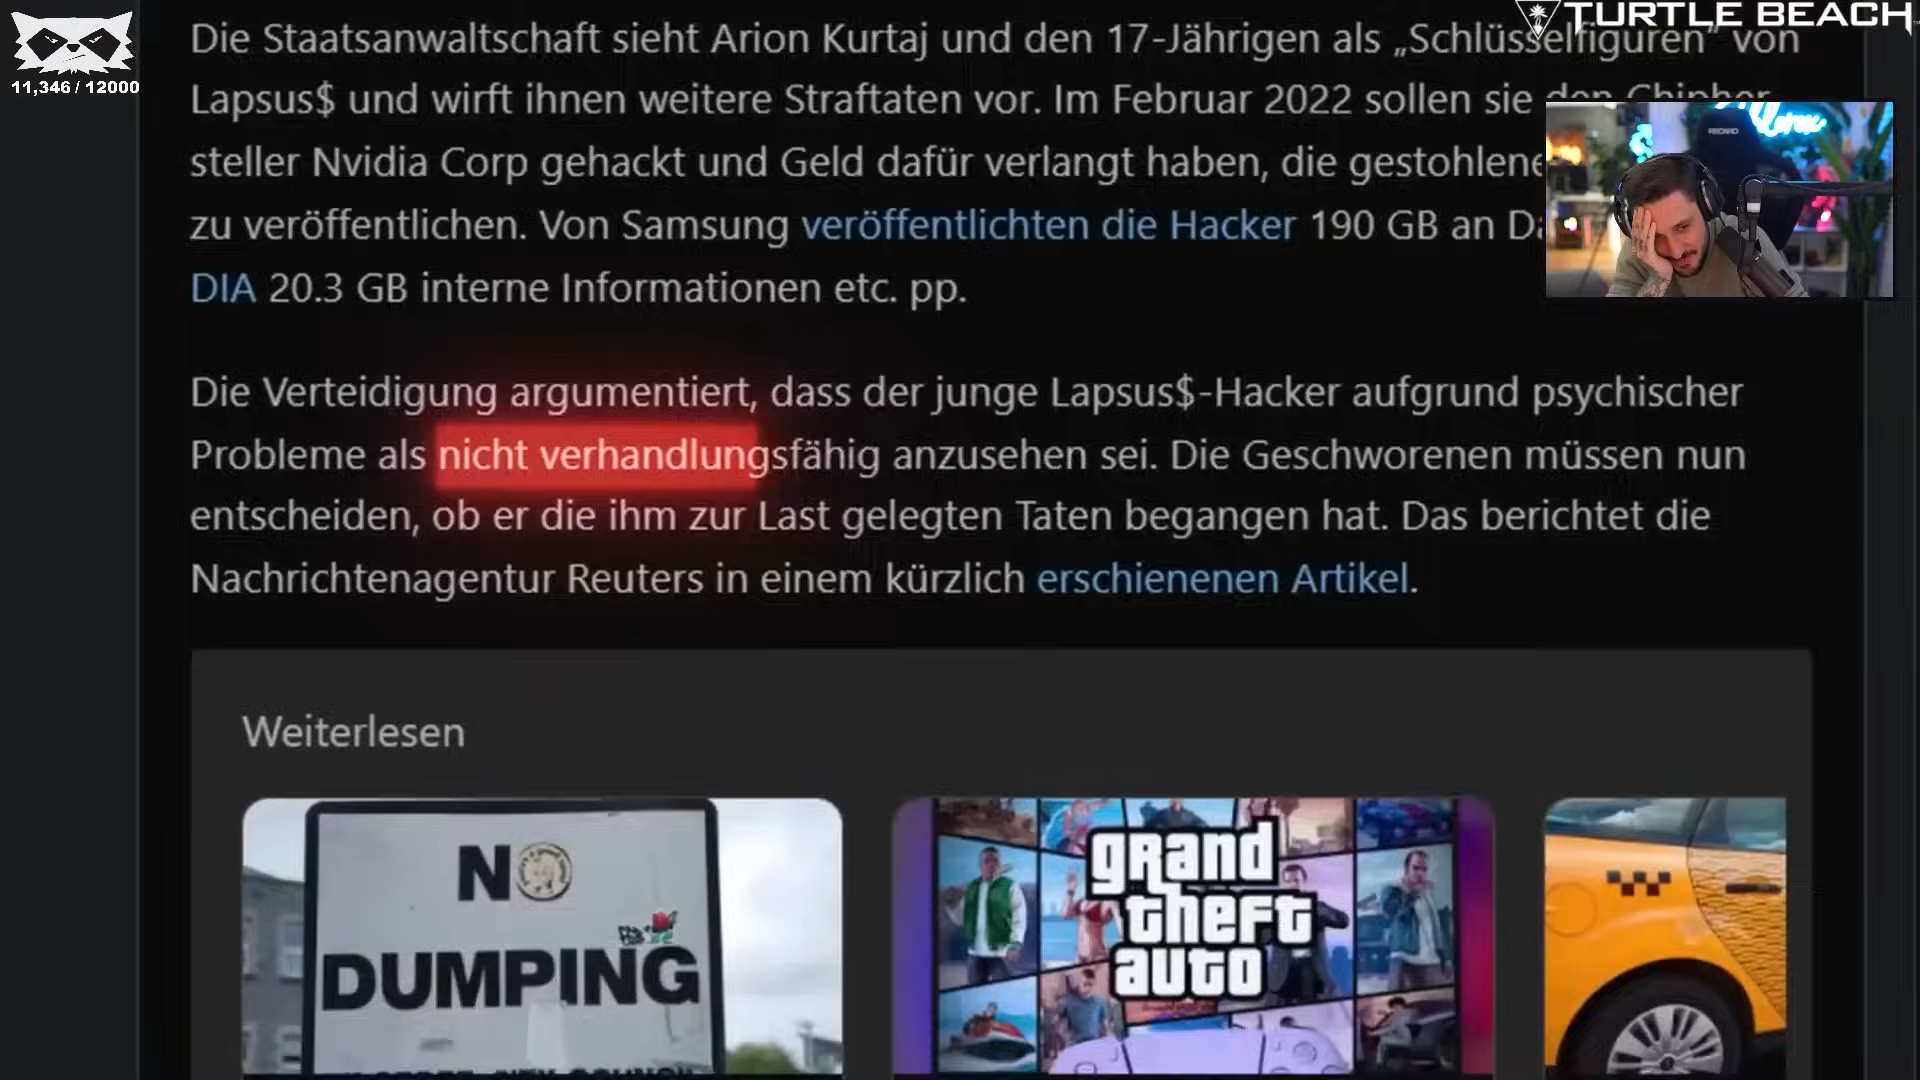 TURTLE BEACH
11,346 / 12000
Die Staatsanwaltschaft sieht Arion Kurtaj und den 17-Jährigen als „Schlüsselfiguren“ von
Lapsus$ und wirft ihnen weitere Straftaten vor. Im Februar 2022 sollen sie den Chipher
steller Nvidia Corp gehackt und Geld dafür verlangt haben, die gestohlene
zu veröffentlichen. Von Samsung veröffentlichten die Hacker 190 GB an Da
DIA 20.3 GB interne Informationen etc. pp.
Die Verteidigung argumentiert, dass der junge Lapsus$-Hacker aufgrund psychischer
Probleme als nicht verhandlungsfähig anzusehen sei. Die Geschworenen müssen nun
entscheiden, ob er die ihm zur Last gelegten Taten begangen hat. Das berichtet die
Nachrichtenagentur Reuters in einem kürzlich erschienenen Artikel.
Weiterlesen
NO
DUMPING
grand
theft
auto
RECARO